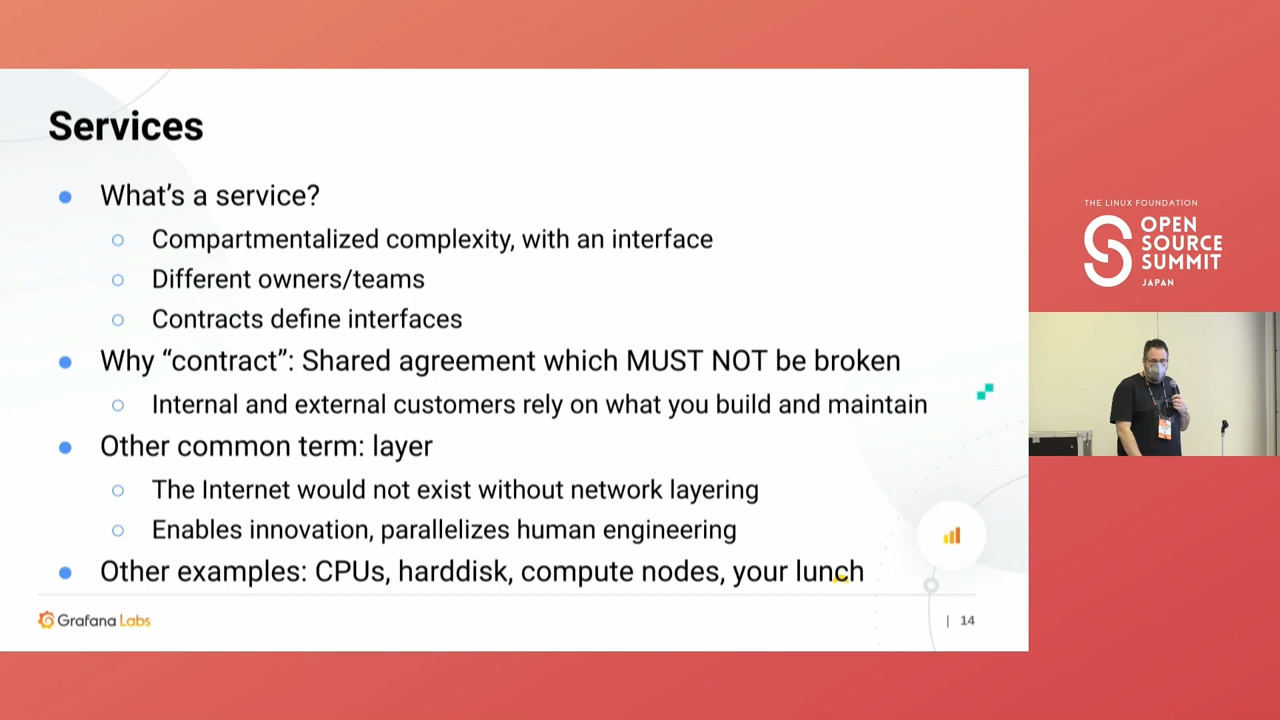 Services
What's a service?
Compartmentalized complexity, with an interface
Different owners/teams
Contracts define interfaces
Why “contract”: Shared agreement which MUST NOT be broken
Internal and external customers rely on what you build and maintain
Other common term: layer
The Internet would not exist without network layering
Enables innovation, parallelizes human engineering
Other examples: CPUs, harddisk, compute nodes, your lunch
Grafana Labs
| 14
THE LINUX FOUNDATION
OPEN
SOURCE
SUMMIT
JAPAN